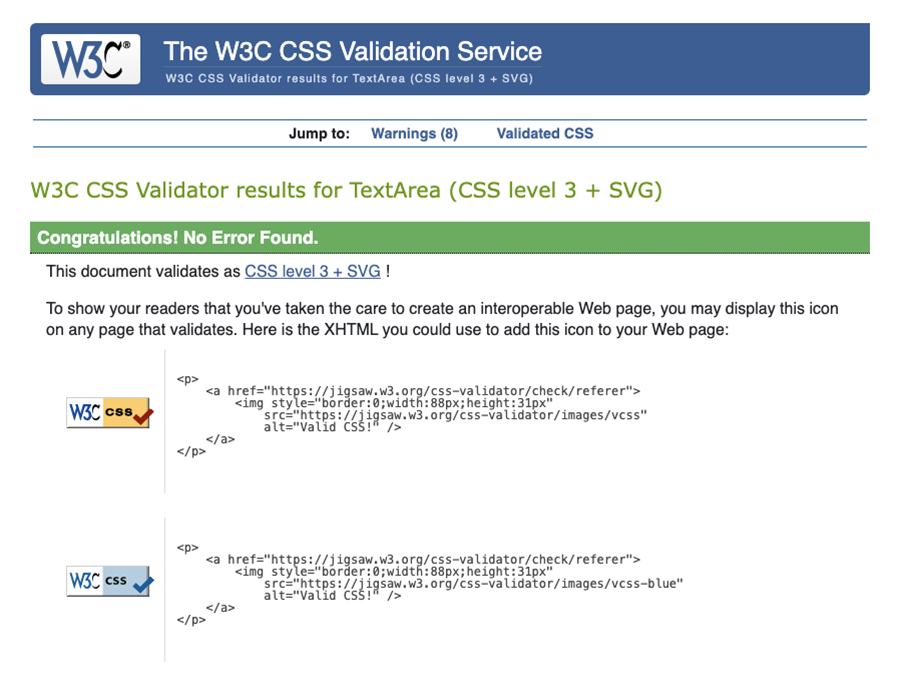 W3C®
The W3C CSS Validation Service
W3C CSS Validator results for TextArea (CSS level 3 + SVG)
Jump to: Warnings (8) Validated CSS
W3C CSS Validator results for TextArea (CSS level 3 + SVG)
Congratulations! No Error Found.
This document validates as CSS level 3 + SVG !
To show your readers that you've taken the care to create an interoperable Web page, you may display this icon
on any page that validates. Here is the XHTML you could use to add this icon to your Web page:
W3C css
<p>
<a href="https://jigsaw.w3.org/css-validator/check/referer">
<img style="border:0;width:88px;height:31px"
src="https://jigsaw.w3.org/css-validator/images/vcss"
alt="Valid CSS!" />
</a>
</p>
W3C css
<p>
<a href="https://jigsaw.w3.org/css-validator/check/referer">
<img style="border:0;width:88px;height:31px"
src="https://jigsaw.w3.org/css-validator/images/vcss-blue"
alt="Valid CSS!" />
</a>
</p>